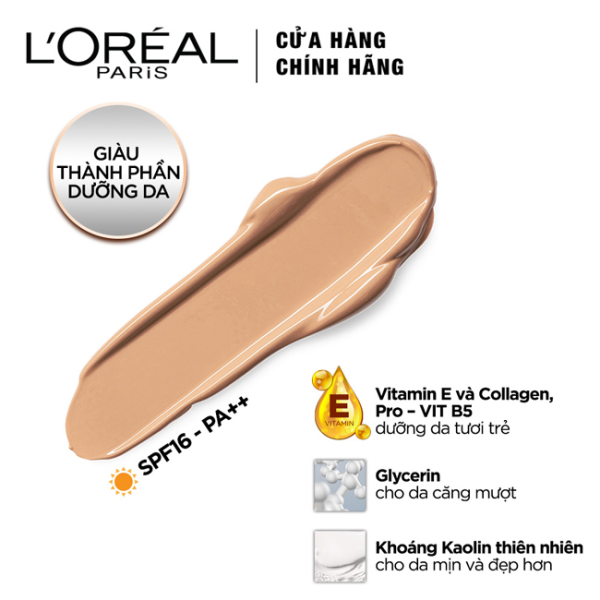 L'ORÉAL
PARIS
CỬA HÀNG
CHÍNH HÃNG
GIÀU
THÀNH PHẦN
DƯỠNG DA
SPF16 - PA++
E
VITAMIN
Vitamin E và Collagen,
Pro – VIT B5
dưỡng da tươi trẻ
Glycerin
cho da căng mượt
Khoáng Kaolin thiên nhiên
cho da mịn và đẹp hơn